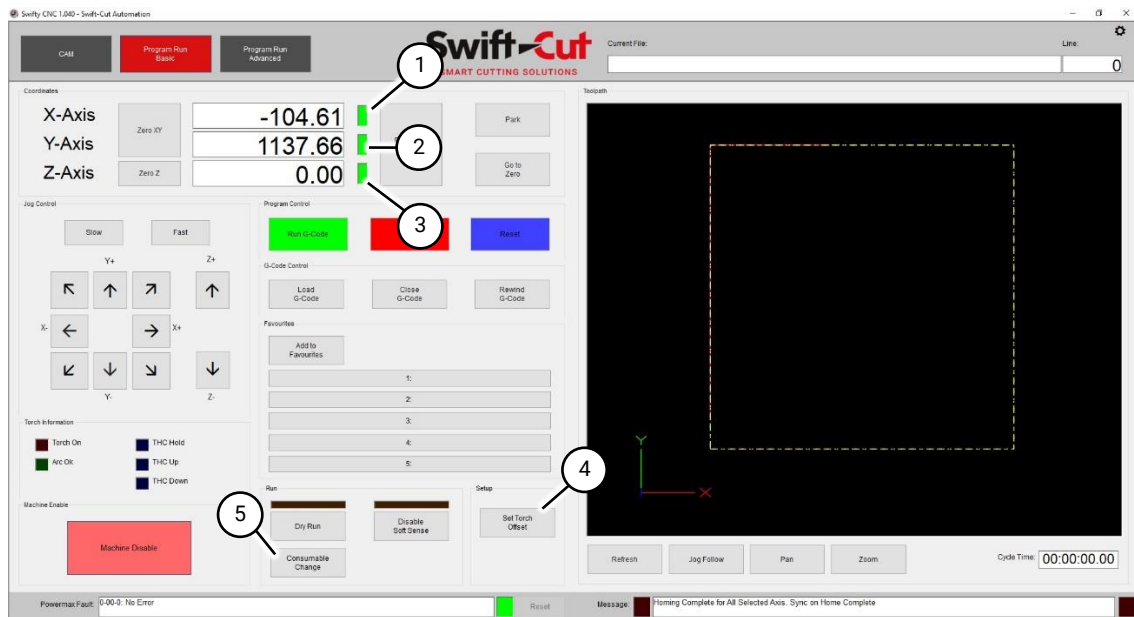 Swifty CNC 1.040 - Swift-Cut Automation
CAM
Program Run
Basic
Program Run
Advanced
Swift-Cut
SMART CUTTING SOLUTIONS
Current File:
Line:
0
1
Coordinates
X-Axis
Y-Axis
Z-Axis
Zero XY
Zero Z
-104.61
1137.66
0.00
2
3
Park
Go to
Zero
Toolpath
Jog Control
Slow
Fast
Y+
Z+
X-
X+
Y-
Z-
Program Control
Run G-Code
Reset
G-Code Control
Load
G-Code
Close
G-Code
Rewind
G-Code
Favourites
Add to
Favourites
1:
2:
3:
4:
5:
Torch Information
Torch On
Arc Ok
THC Hold
THC Up
THC Down
Machine Enable
Machine Disable
Run
Dry Run
Disable
Soft Sense
Consumable
Change
5
Setup
Set Torch
Offset
4
Y
X
Refresh
Jog Follow
Pan
Zoom
Cycle Time:
00:00:00.00
Powermax Fault:
0-00-0: No Error
Reset
Message:
Homing Complete for All Selected Axis. Sync on Home Complete